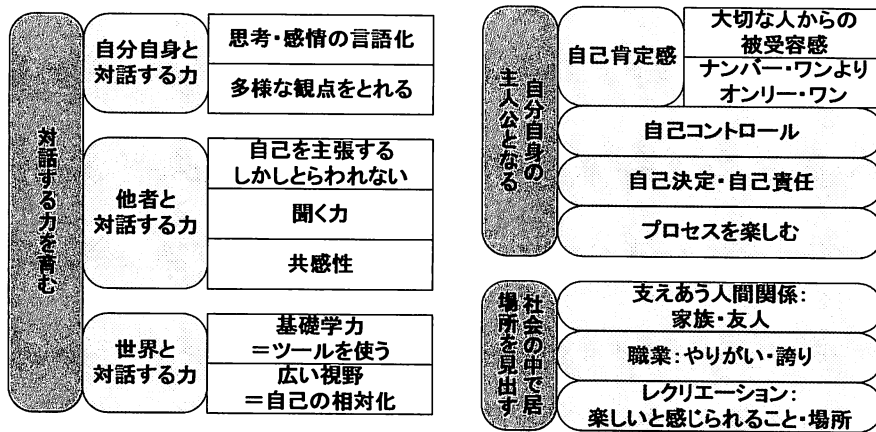 対話する力を育む
自分自身と
対話する力
思考・感情の言語化
多様な観点をとれる
他者と
対話する力
自己を主張する
しかしとらわれない
聞く力
共感性
世界と
対話する力
基礎学力
＝ツールを使う
広い視野
＝自己の相対化
自分自身の
主人公となる
自己肯定感
大切な人からの
被受容感
ナンバー・ワンより
オンリー・ワン
自己コントロール
自己決定・自己責任
プロセスを楽しむ
社会の中で居
場所を見出す
支えあう人間関係：
家族・友人
職業：やりがい・誇り
レクリエーション：
楽しいと感じられること・場所